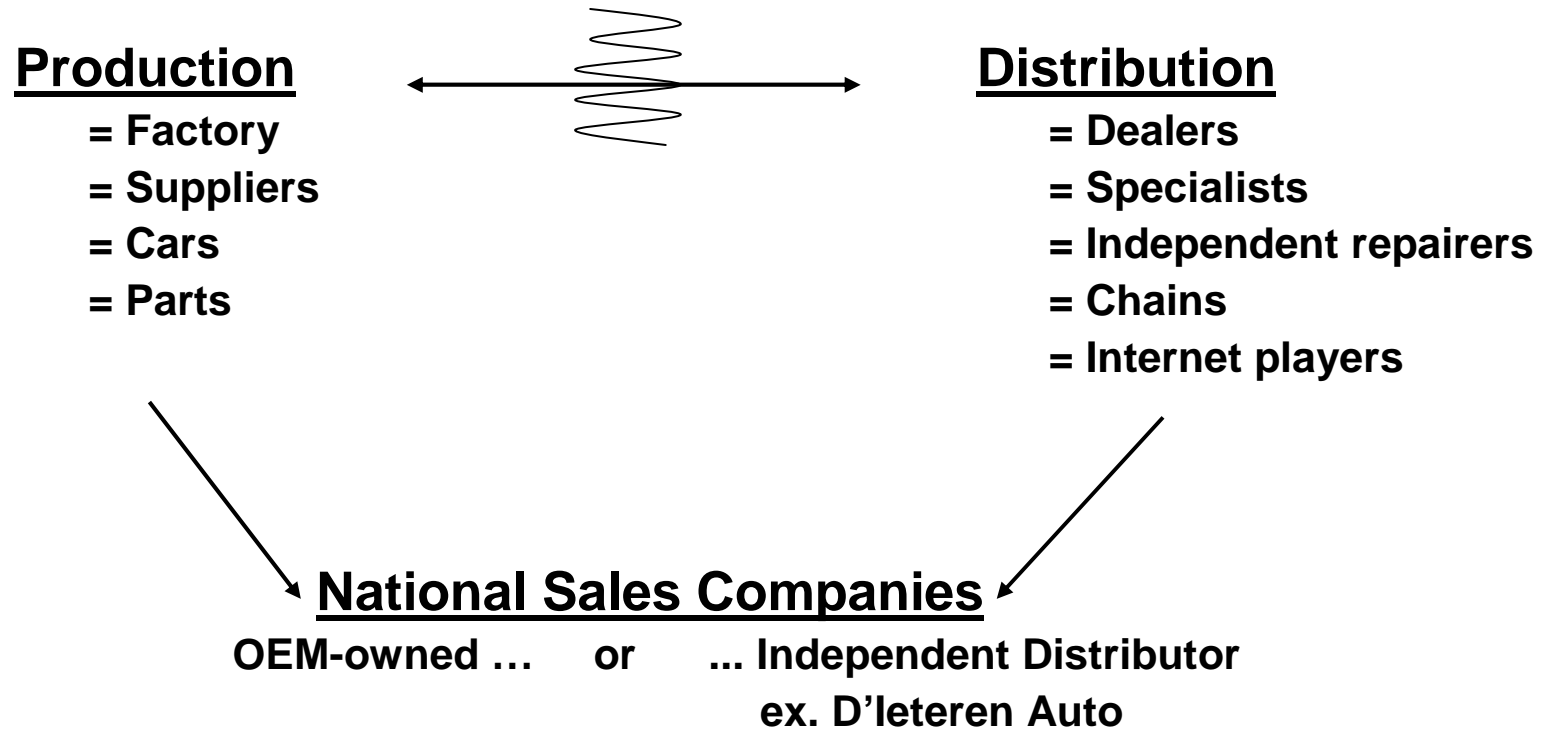 Production
= Factory
= Suppliers
= Cars
= Parts
Distribution
= Dealers
= Specialists
= Independent repairers
= Chains
= Internet players
National Sales Companies
OEM-owned … or ... Independent Distributor
ex. D’Ieteren Auto